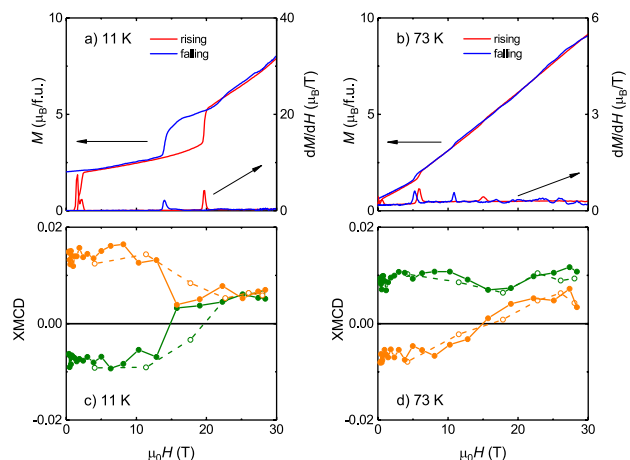 a) 11 K
rising
falling
M (μB/f.u.)
10
5
0
dM/dH (μB/T)
40
20
0
b) 73 K
rising
falling
M (μB/f.u.)
10
5
0
dM/dH (μB/T)
6
3
0
XMCD
0.02
0.00
-0.02
c) 11 K
0 10 20 30
μ0H (T)
XMCD
0.02
0.00
-0.02
d) 73 K
0 10 20 30
μ0H (T)